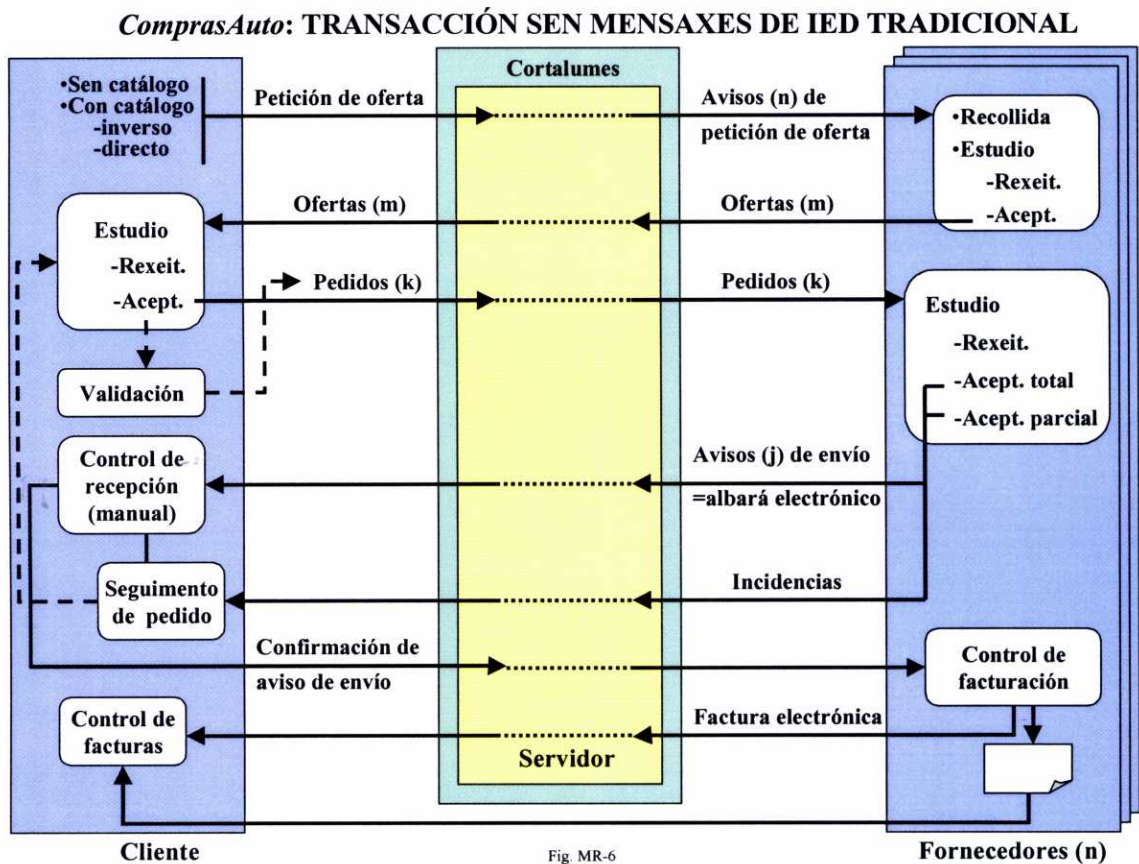 ComprasAuto: TRANSACCIÓN SEN MENSAXES DE IED TRADICIONAL
•Sen catálogo
•Con catálogo
-inverso
-directo
Petición de oferta
Cortalumes
Avisos (n) de
petición de oferta
•Recollida
•Estudio
-Rexeit.
-Acept.
Ofertas (m)
Ofertas (m)
Estudio
-Rexeit.
-Acept.
Pedidos (k)
Pedidos (k)
Estudio
-Rexeit.
-Acept. total
-Acept. parcial
Validación
Control de
recepción
(manual)
Avisos (j) de envío
=albará electrónico
Seguimento
de pedido
Incidencias
Confirmación de
aviso de envío
Control de
facturación
Control de
facturas
Factura electrónica
Servidor
Cliente
Fig. MR-6
Fornecedores (n)